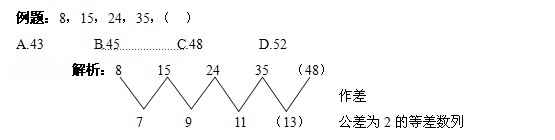 例题：8，15，24，35，（ ）
A.43 B.45 C.48 D.52
解析：8 15 24 35 （48）
作差
7 9 11 （13） 公差为 2 的等差数列